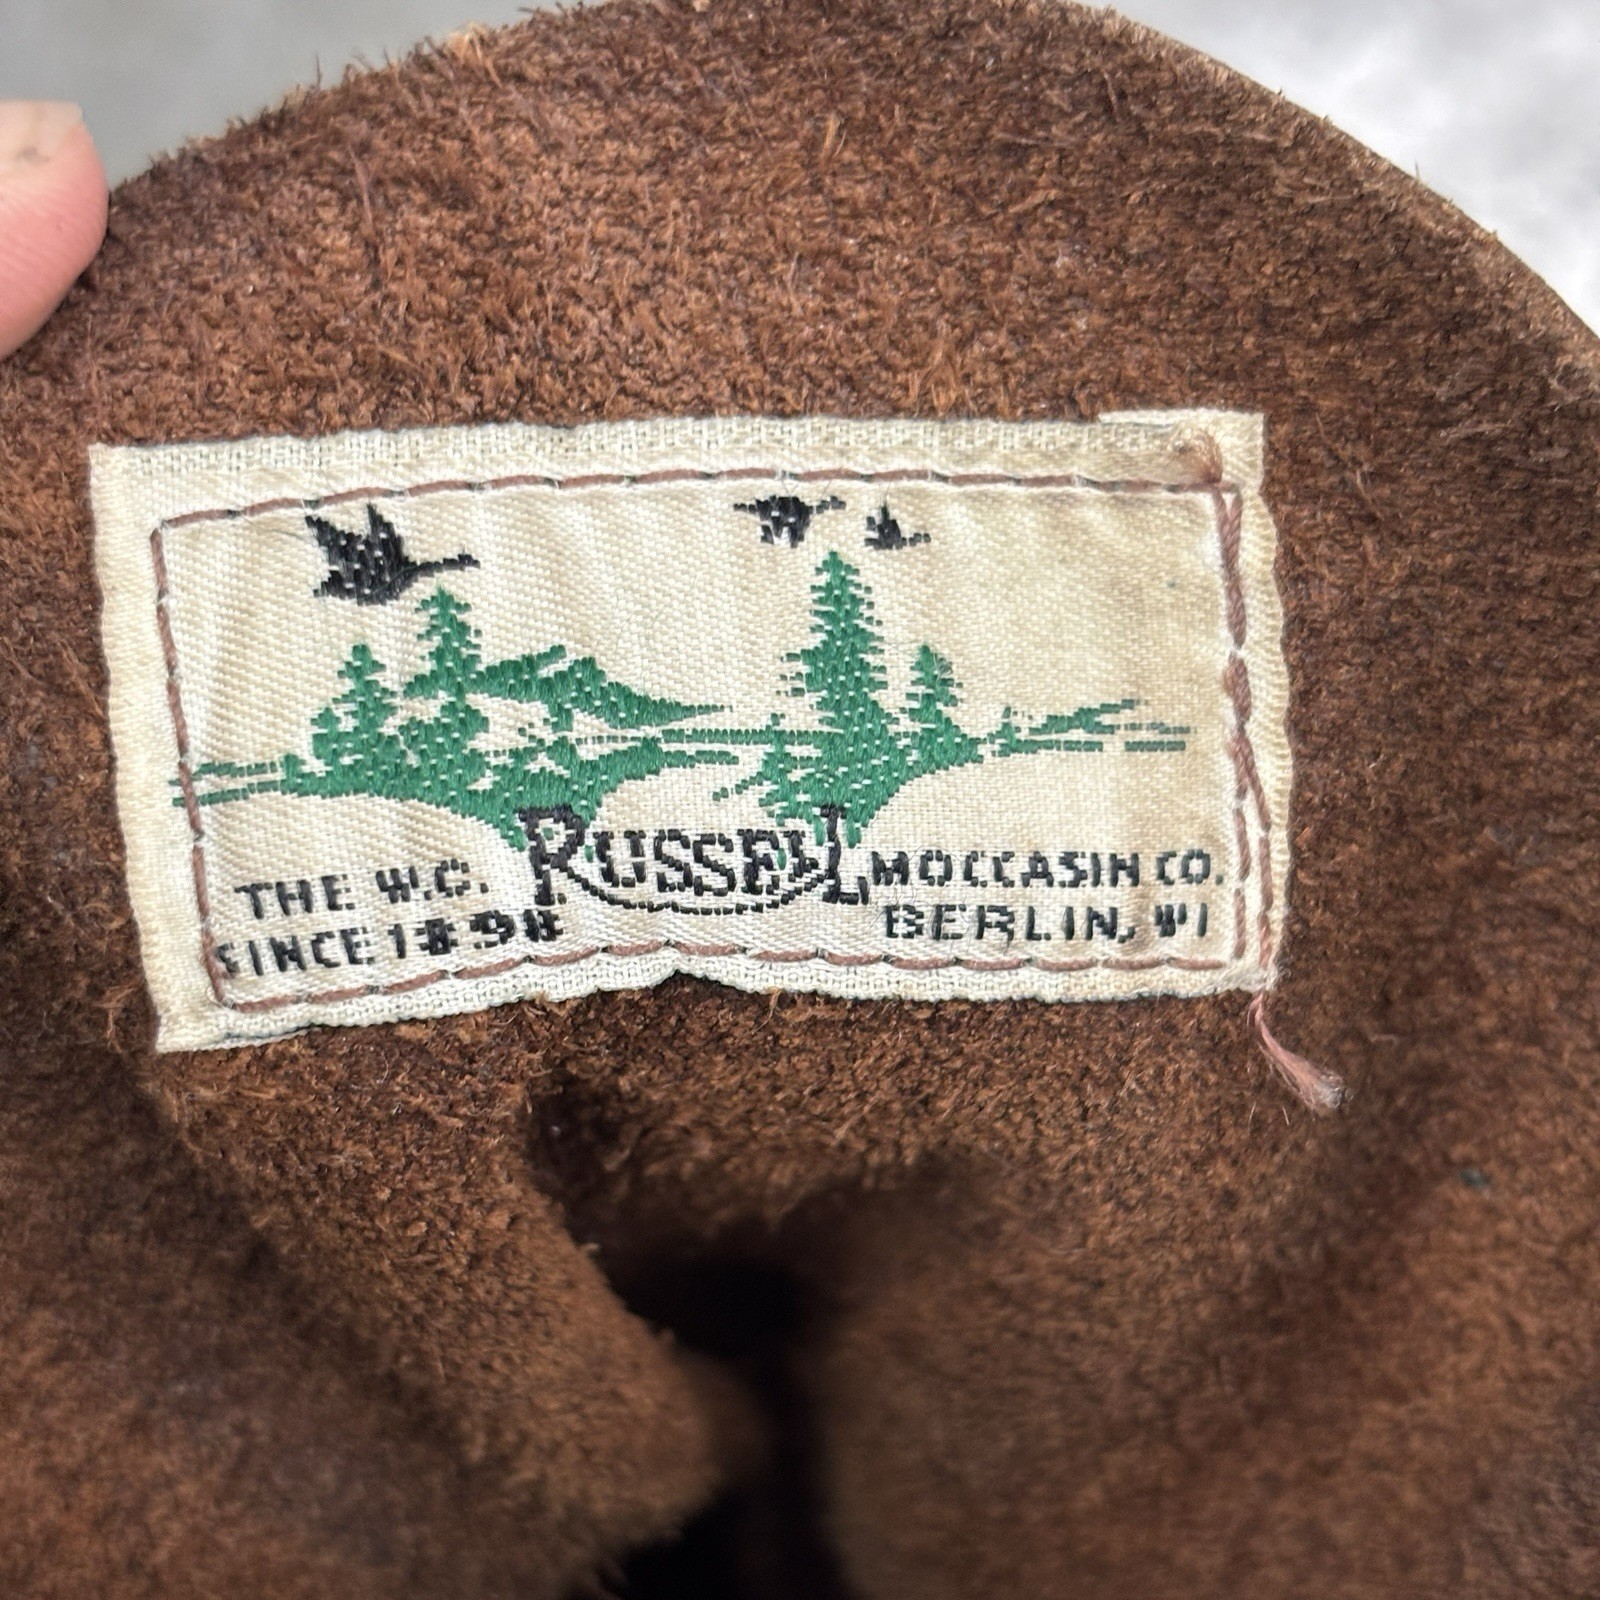 THE W.C. RUSSELL MOCCASIN CO.
SINCE 1898 BERLIN, WI